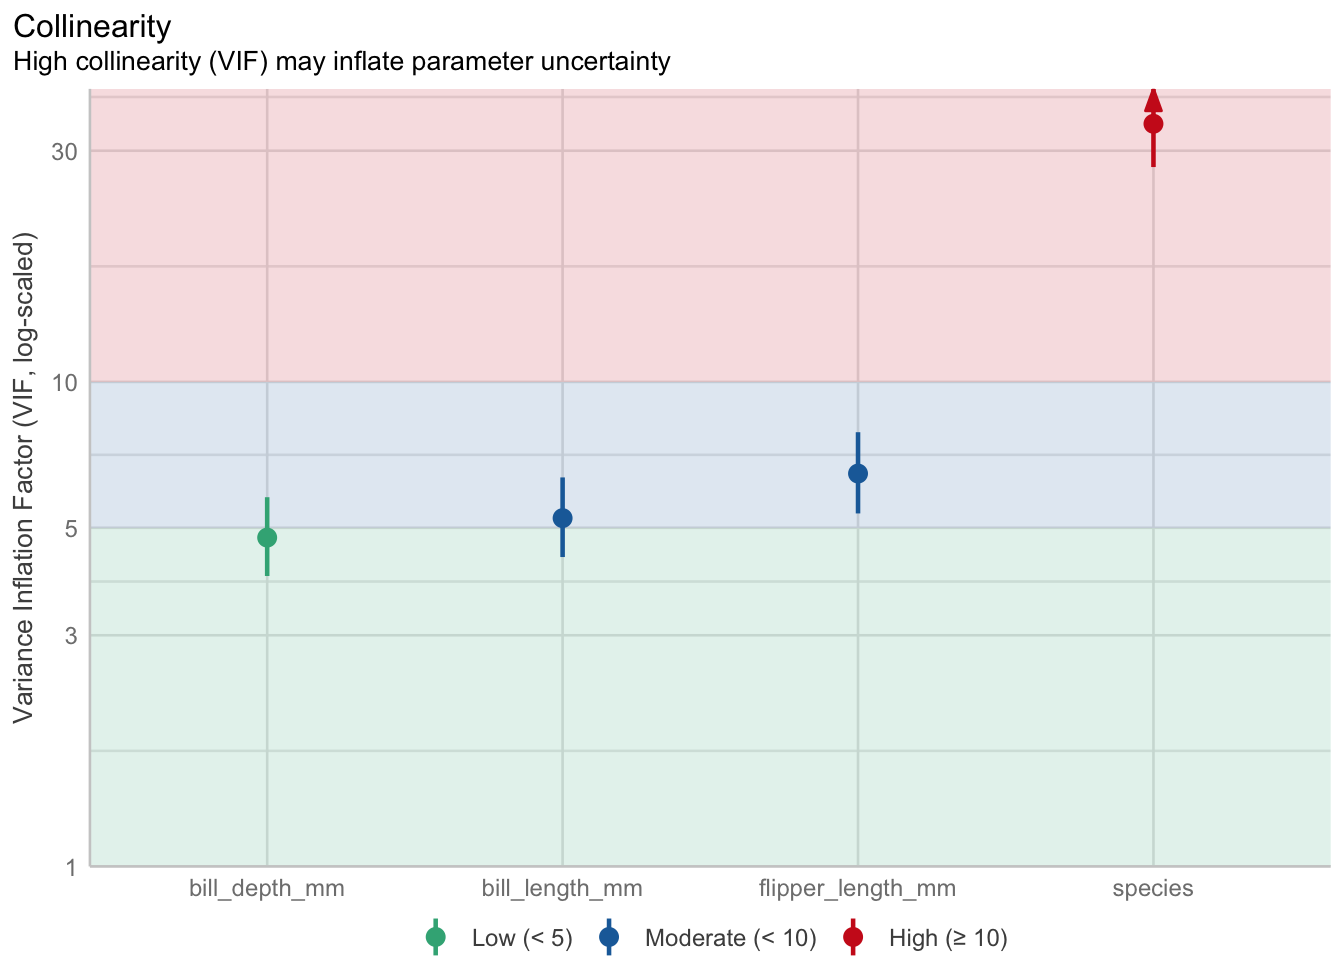 Collinearity
High collinearity (VIF) may inflate parameter uncertainty
Variance Inflation Factor (VIF, log-scaled)
30
10
5
3
1
bill_depth_mm bill_length_mm flipper_length_mm species
Low (< 5) Moderate (< 10) High (≥ 10)